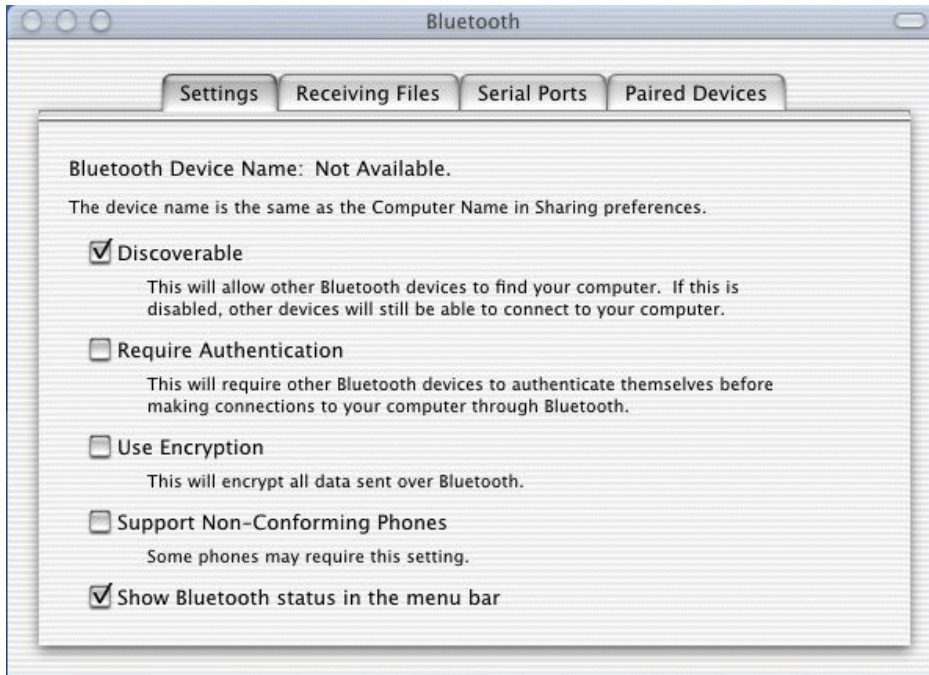 Bluetooth
Settings Receiving Files Serial Ports Paired Devices
Bluetooth Device Name: Not Available.
The device name is the same as the Computer Name in Sharing preferences.
Discoverable
This will allow other Bluetooth devices to find your computer. If this is
disabled, other devices will still be able to connect to your computer.
Require Authentication
This will require other Bluetooth devices to authenticate themselves before
making connections to your computer through Bluetooth.
Use Encryption
This will encrypt all data sent over Bluetooth.
Support Non-Conforming Phones
Some phones may require this setting.
Show Bluetooth status in the menu bar